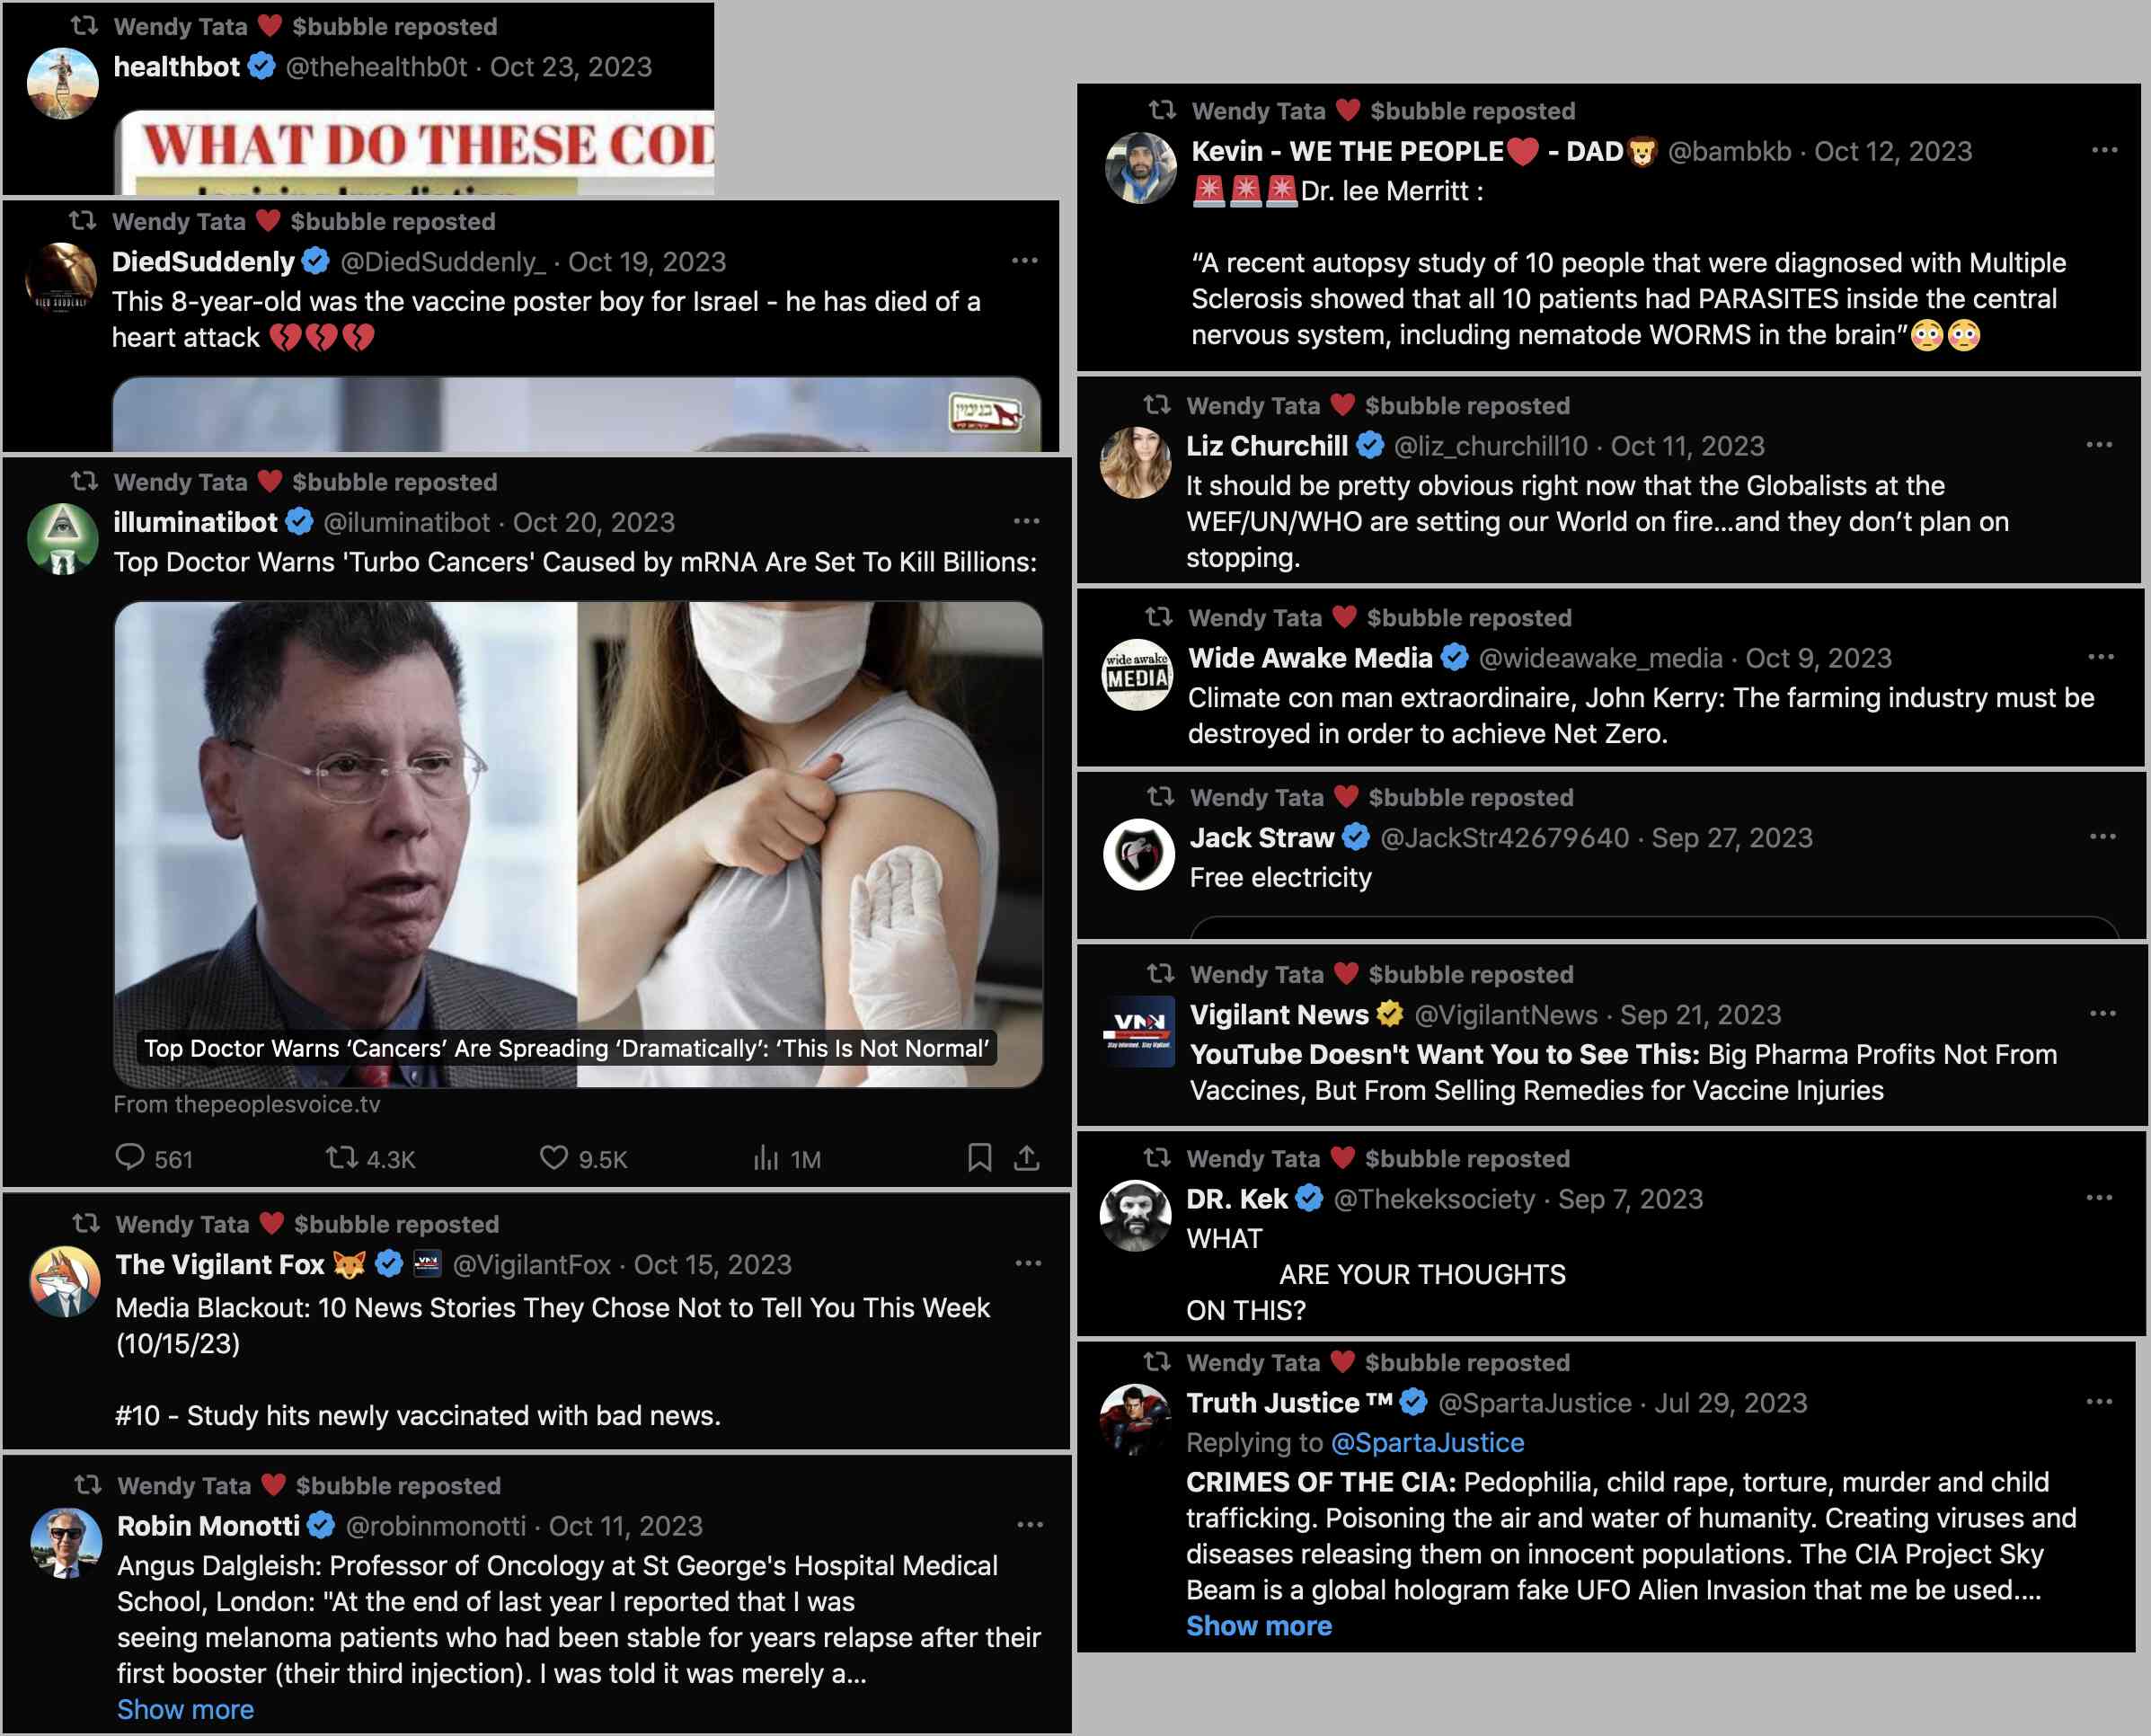 Wendy Tata ❤️ $bubble reposted
healthbot @thehealthb0t · Oct 23, 2023
WHAT DO THESE COD
Wendy Tata ❤️ $bubble reposted
DiedSuddenly @DiedSuddenly_ · Oct 19, 2023
This 8-year-old was the vaccine poster boy for Israel - he has died of a
heart attack 💔💔💔
DIED SUDDENLY
Wendy Tata ❤️ $bubble reposted
illuminatibot @iluminatibot · Oct 20, 2023
Top Doctor Warns 'Turbo Cancers' Caused by mRNA Are Set To Kill Billions:
Top Doctor Warns ‘Cancers’ Are Spreading ‘Dramatically’: ‘This Is Not Normal’
From thepeoplesvoice.tv
561 4.3K 9.5K 1M
Wendy Tata ❤️ $bubble reposted
The Vigilant Fox 🦊 @VigilantFox · Oct 15, 2023
Media Blackout: 10 News Stories They Chose Not to Tell You This Week
(10/15/23)
#10 - Study hits newly vaccinated with bad news.
Wendy Tata ❤️ $bubble reposted
Robin Monotti @robinmonotti · Oct 11, 2023
Angus Dalgleish: Professor of Oncology at St George's Hospital Medical
School, London: "At the end of last year I reported that I was
seeing melanoma patients who had been stable for years relapse after their
first booster (their third injection). I was told it was merely a...
Show more
Wendy Tata ❤️ $bubble reposted
Kevin - WE THE PEOPLE❤️ - DAD🦁 @bambkb · Oct 12, 2023
🚨🚨🚨Dr. lee Merritt :
“A recent autopsy study of 10 people that were diagnosed with Multiple
Sclerosis showed that all 10 patients had PARASITES inside the central
nervous system, including nematode WORMS in the brain”😳😳
Wendy Tata ❤️ $bubble reposted
Liz Churchill @liz_churchill10 · Oct 11, 2023
It should be pretty obvious right now that the Globalists at the
WEF/UN/WHO are setting our World on fire...and they don’t plan on
stopping.
Wendy Tata ❤️ $bubble reposted
Wide Awake Media @wideawake_media · Oct 9, 2023
wide awake
MEDIA
Climate con man extraordinaire, John Kerry: The farming industry must be
destroyed in order to achieve Net Zero.
Wendy Tata ❤️ $bubble reposted
Jack Straw @JackStr42679640 · Sep 27, 2023
Free electricity
Wendy Tata ❤️ $bubble reposted
Vigilant News @VigilantNews · Sep 21, 2023
VNN
Stay Informed. Stay Vigilant.
YouTube Doesn't Want You to See This: Big Pharma Profits Not From
Vaccines, But From Selling Remedies for Vaccine Injuries
Wendy Tata ❤️ $bubble reposted
DR. Kek @Thekeksociety · Sep 7, 2023
WHAT
ARE YOUR THOUGHTS
ON THIS?
Wendy Tata ❤️ $bubble reposted
Truth Justice ™ @SpartaJustice · Jul 29, 2023
Replying to @SpartaJustice
CRIMES OF THE CIA: Pedophilia, child rape, torture, murder and child
trafficking. Poisoning the air and water of humanity. Creating viruses and
diseases releasing them on innocent populations. The CIA Project Sky
Beam is a global hologram fake UFO Alien Invasion that me be used....
Show more